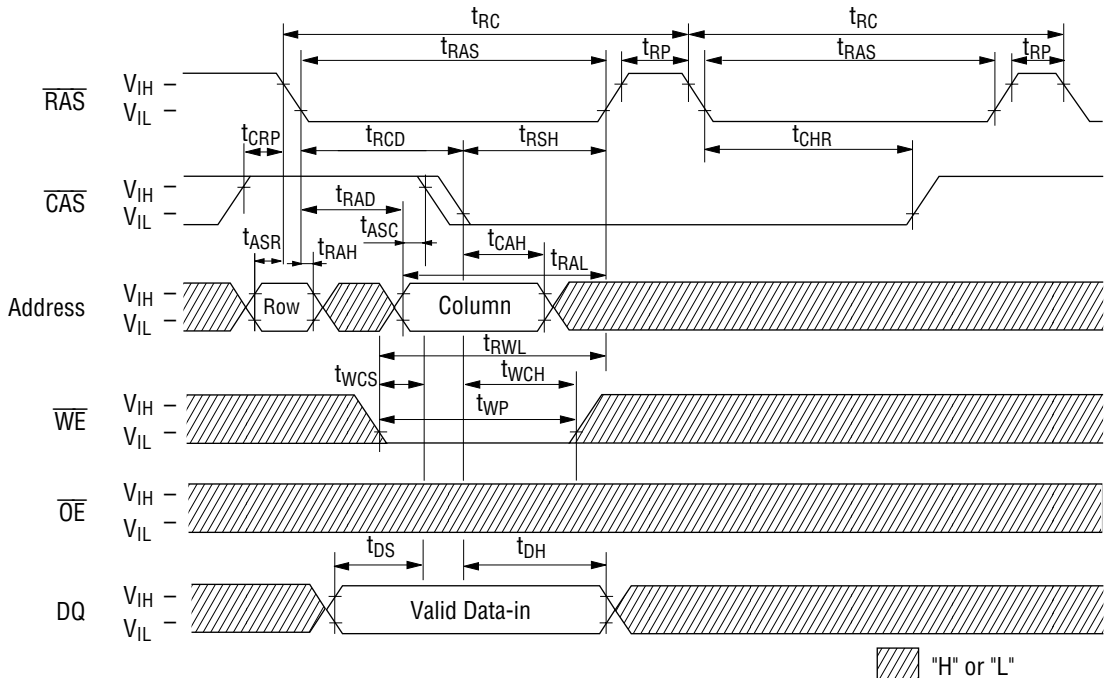 tRC tRC
tRAS tRP tRAS tRP
RAS VIH VIL
tCRP tRCD tRSH tCHR
CAS VIH VIL
tRAD
tASR tRAH tASC tCAH tRAL
Address VIH VIL Row Column
tRWL
tWCS tWCH
WE VIH VIL tWP
OE VIH VIL
tDS tDH
DQ VIH VIL Valid Data-in
"H" or "L"